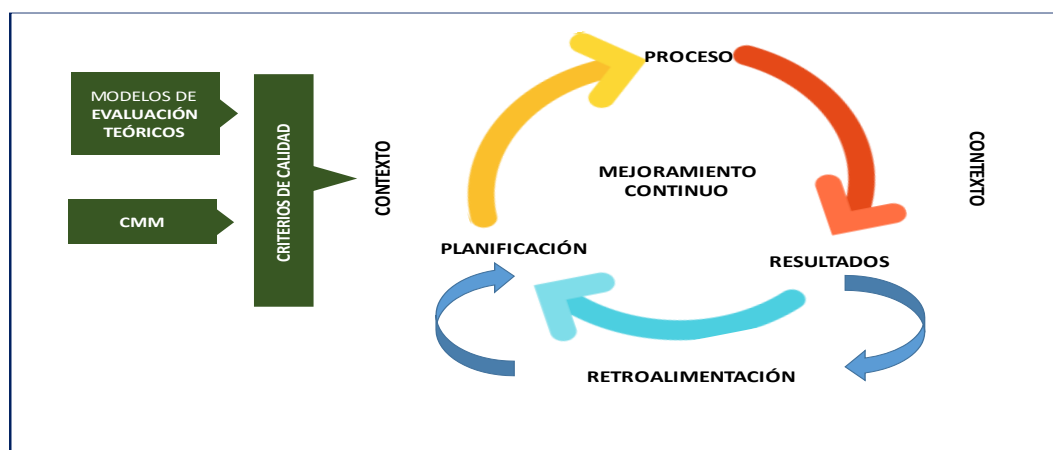 MODELOS DE
EVALUACIÓN
TEÓRICOS
CMM
CRITERIOS DE CALIDAD
CONTEXTO
PROCESO
MEJORAMIENTO
CONTINUO
PLANIFICACIÓN
RESULTADOS
RETROALIMENTACIÓN
CONTEXTO